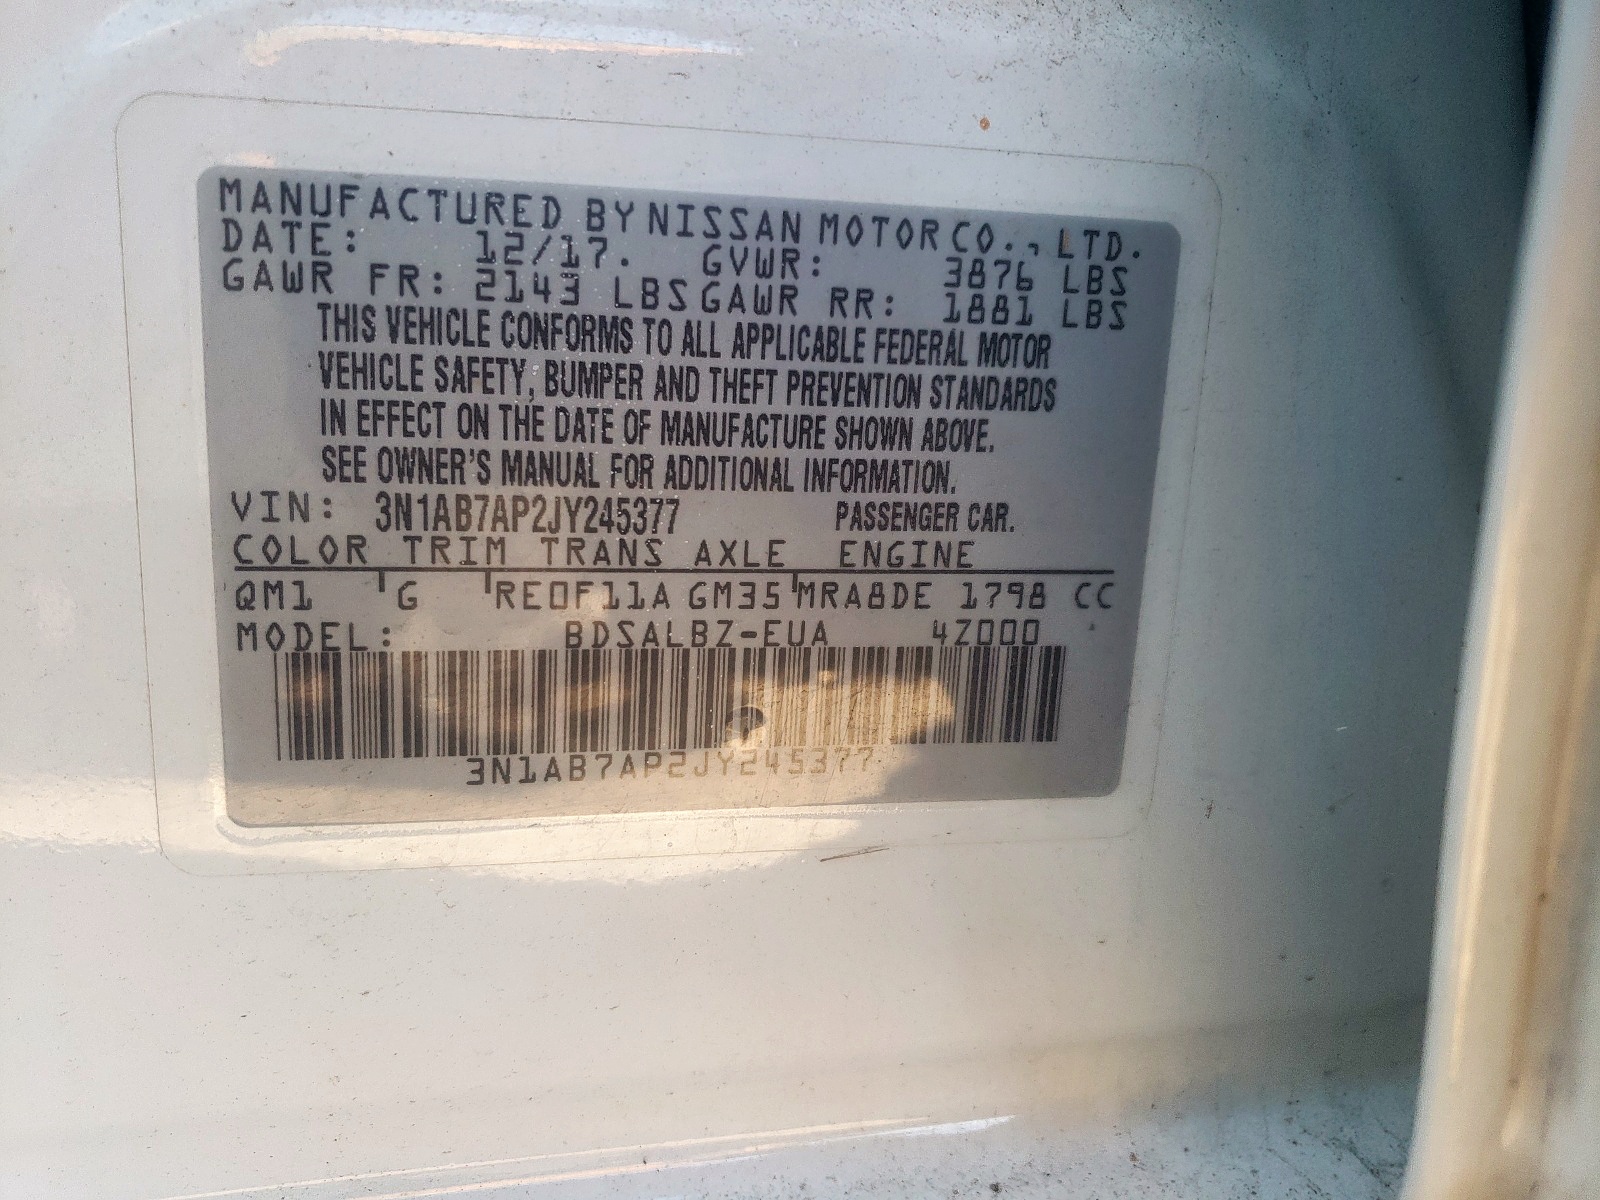 MANUFACTURED BY NISSAN MOTOR CO., LTD.
DATE: 12/17. GVWR: 3876 LBS
GAWR FR: 2143 LBS GAWR RR: 1881 LBS
THIS VEHICLE CONFORMS TO ALL APPLICABLE FEDERAL MOTOR
VEHICLE SAFETY, BUMPER AND THEFT PREVENTION STANDARDS
IN EFFECT ON THE DATE OF MANUFACTURE SHOWN ABOVE.
SEE OWNER'S MANUAL FOR ADDITIONAL INFORMATION.
VIN: 3N1AB7AP2JY245377 PASSENGER CAR.
COLOR TRIM TRANS AXLE ENGINE
QM1 G RE0F11A GM35 MRA8DE 1798 CC
MODEL: BDSALBZ-EUA 4Z000
3N1AB7AP2JY245377